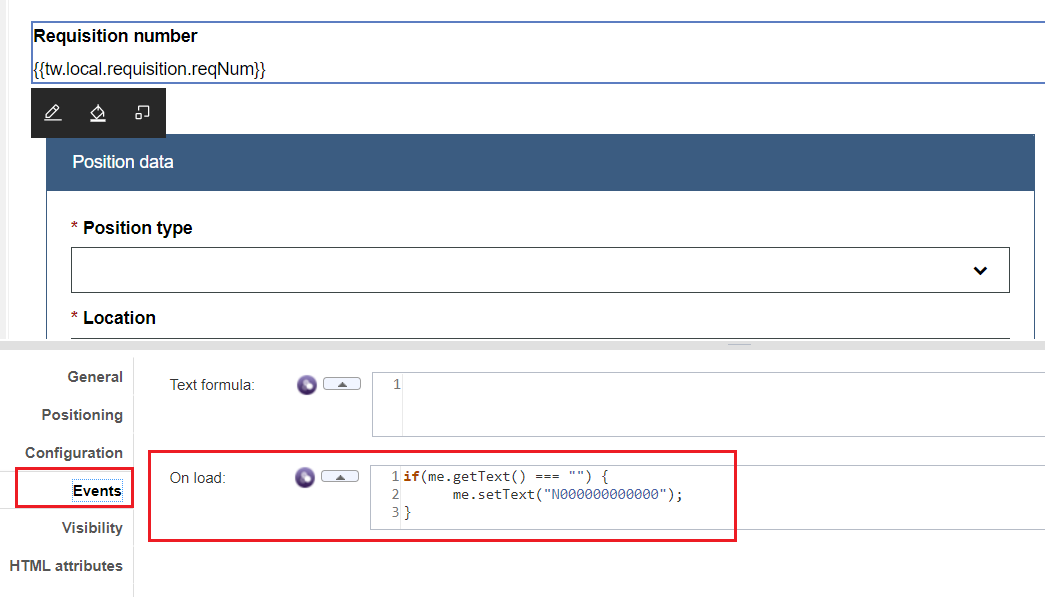 Requisition number
{{tw.local.requisition.reqNum}}
Position data
* Position type
* Location
General
Positioning
Configuration
Events
Visibility
HTML attributes
Text formula:
1
On load:
1 if(me.getText() === "") {
2 me.setText("N000000000000");
3 }